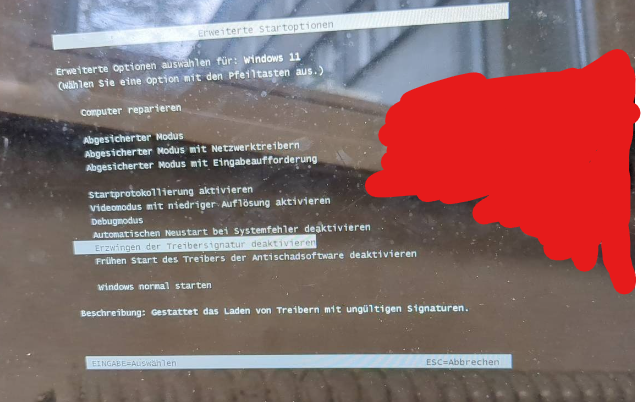 Erweiterte Startoptionen
Erweiterte Optionen auswählen für: Windows 11
(Wählen Sie eine Option mit den Pfeiltasten aus.)
Computer reparieren
Abgesicherter Modus
Abgesicherter Modus mit Netzwerktreibern
Abgesicherter Modus mit Eingabeaufforderung
Startprotokollierung aktivieren
Videomodus mit niedriger Auflösung aktivieren
Debugmodus
Automatischen Neustart bei Systemfehler deaktivieren
Erzwingen der Treibersignatur deaktivieren
Frühen Start des Treibers der Antischadsoftware deaktivieren
Windows normal starten
Beschreibung: Gestattet das Laden von Treibern mit ungültigen Signaturen.
EINGABE=Auswählen ESC=Abbrechen